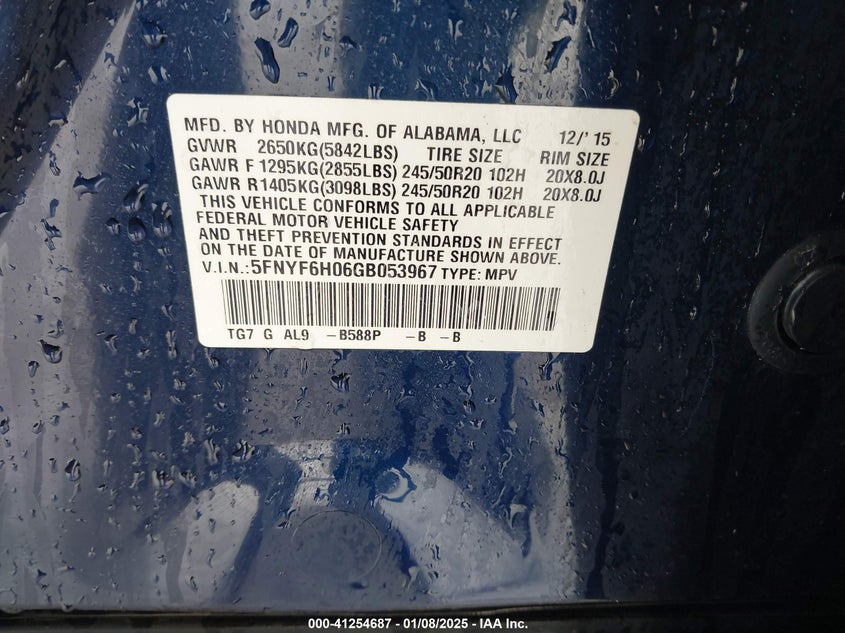 MFD. BY HONDA MFG. OF ALABAMA, LLC 12/'15
GVWR 2650KG(5842LBS) TIRE SIZE RIM SIZE
GAWR F 1295KG(2855LBS) 245/50R20 102H 20X8.0J
GAWR R1405KG(3098LBS) 245/50R20 102H 20X8.0J
THIS VEHICLE CONFORMS TO ALL APPLICABLE
FEDERAL MOTOR VEHICLE SAFETY
AND THEFT PREVENTION STANDARDS IN EFFECT
ON THE DATE OF MANUFACTURE SHOWN ABOVE.
V.I.N.:5FNYF6H06GB053967 TYPE: MPV
TG7 G AL9 -B588P -B -B
000-41254687 - 01/08/2025 - IAA Inc.